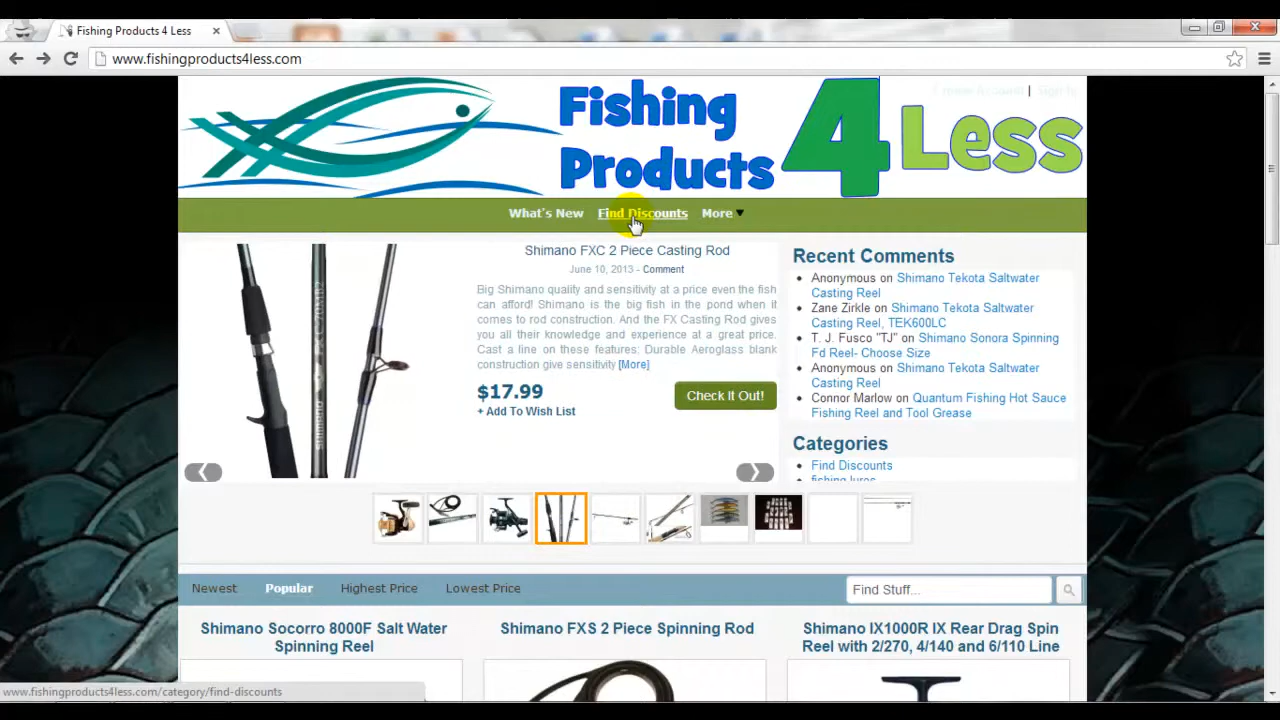 Fishing Products 4 Less
www.fishingproducts4less.com
Create Account | Sign In
Fishing
Products
4 Less
What's New Find Discounts More
Shimano FXC 2 Piece Casting Rod
June 10, 2013 - Comment
Big Shimano quality and sensitivity at a price even the fish
can afford! Shimano is the big fish in the pond when it
comes to rod construction. And the FX Casting Rod gives
you all their knowledge and experience at a great price.
Cast a line on these features; Durable Aeroglass blank
construction give sensitivity [More]
$17.99
+ Add To Wish List
Check It Out!
Recent Comments
Anonymous on Shimano Tekota Saltwater
Casting Reel
Zane Zirkle on Shimano Tekota Saltwater
Casting Reel, TEK600LC
T. J. Fusco "TJ" on Shimano Sonora Spinning
Fd Reel- Choose Size
Anonymous on Shimano Tekota Saltwater
Casting Reel
Connor Marlow on Quantum Fishing Hot Sauce
Fishing Reel and Tool Grease
Categories
Find Discounts
fishing lures
Newest Popular Highest Price Lowest Price
Find Stuff...
Shimano Socorro 8000F Salt Water
Spinning Reel
Shimano FXS 2 Piece Spinning Rod
Shimano IX1000R IX Rear Drag Spin
Reel with 2/270, 4/140 and 6/110 Line
www.fishingproducts4less.com/category/find-discounts